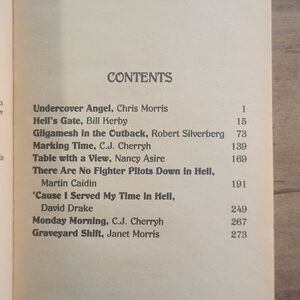 CONTENTS
Undercover Angel, Chris Morris 1
Hell's Gate, Bill Kerby 15
Gilgamesh in the Outback, Robert Silverberg 73
Marking Time, C.J. Cherryh 139
Table with a View, Nancy Asire 169
There Are No Fighter Pilots Down in Hell,
Martin Caidin 191
'Cause I Served My Time in Hell,
David Drake 249
Monday Morning, C.J. Cherryh 267
Graveyard Shift, Janet Morris 273